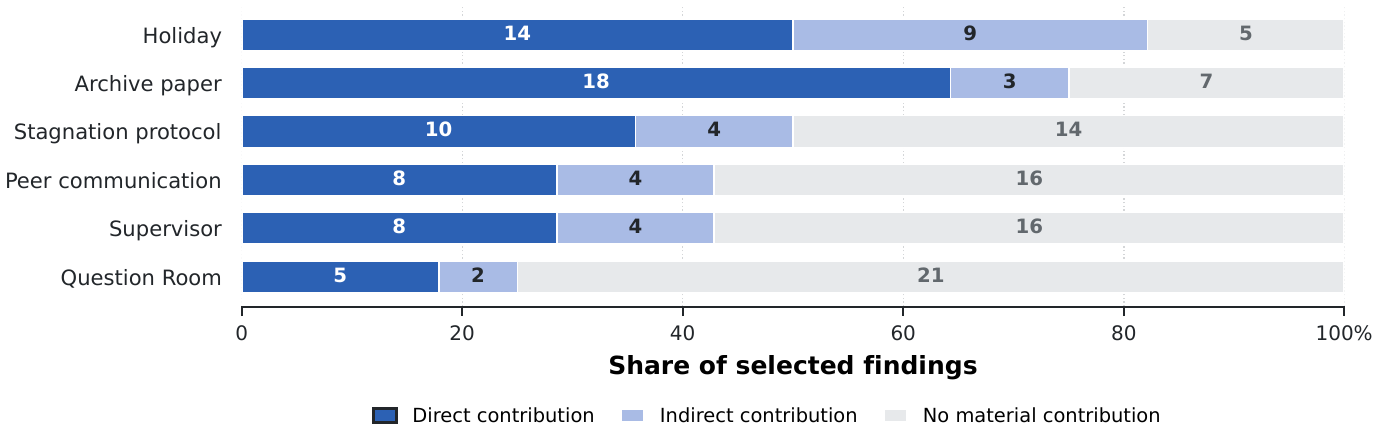 Holiday 14 9 5
Archive paper 18 3 7
Stagnation protocol 10 4 14
Peer communication 8 4 16
Supervisor 8 4 16
Question Room 5 2 21
0 20 40 60 80 100%
Share of selected findings
Direct contribution Indirect contribution No material contribution